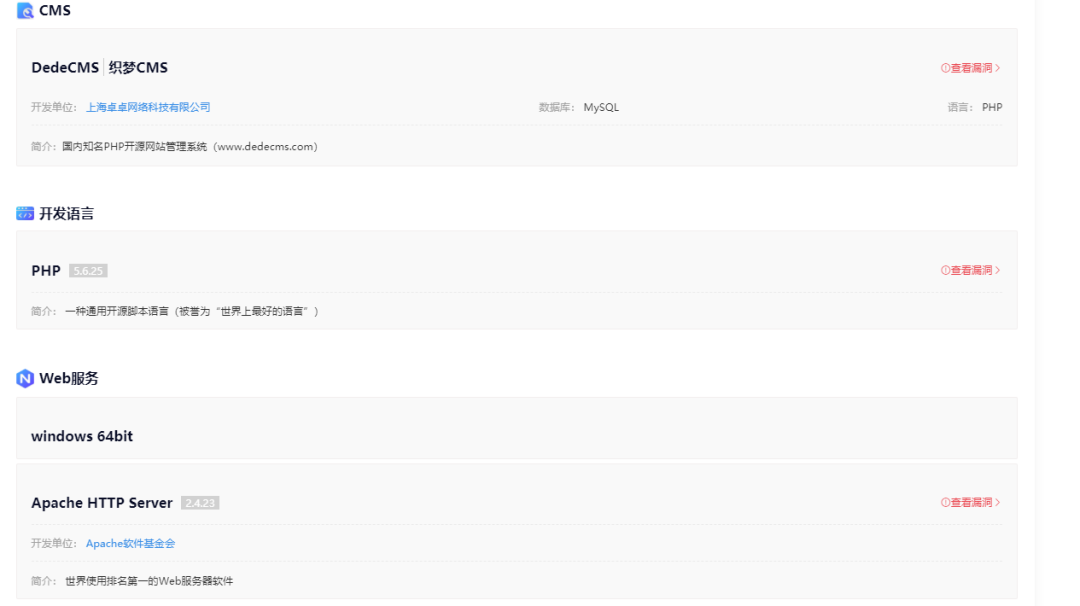 CMS
DedeCMS 织梦CMS
查看漏洞
开发单位: 上海卓卓网络科技有限公司 数据库: MySQL 语言: PHP
简介: 国内知名PHP开源网站管理系统 (www.dedecms.com)
开发语言
PHP 5.6.25
查看漏洞
简介: 一种通用开源脚本语言 (被誉为“世界上最好的语言”)
Web服务
windows 64bit
Apache HTTP Server 2.4.23
查看漏洞
开发单位: Apache软件基金会
简介: 世界使用排名第一的Web服务器软件